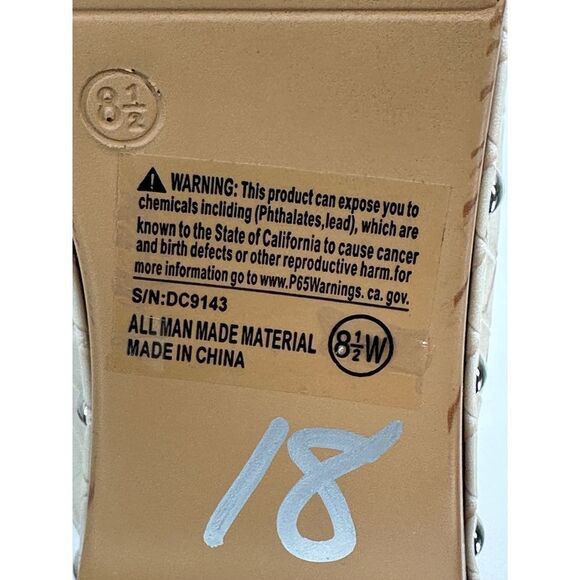 8½
⚠ WARNING: This product can expose you to
chemicals incliding (Phthalates,lead), which are
known to the State of California to cause cancer
and birth defects or other reproductive harm.for
more information go to www.P65Warnings. ca. gov.
S/N:DC9143
ALL MAN MADE MATERIAL
MADE IN CHINA
8½W
18